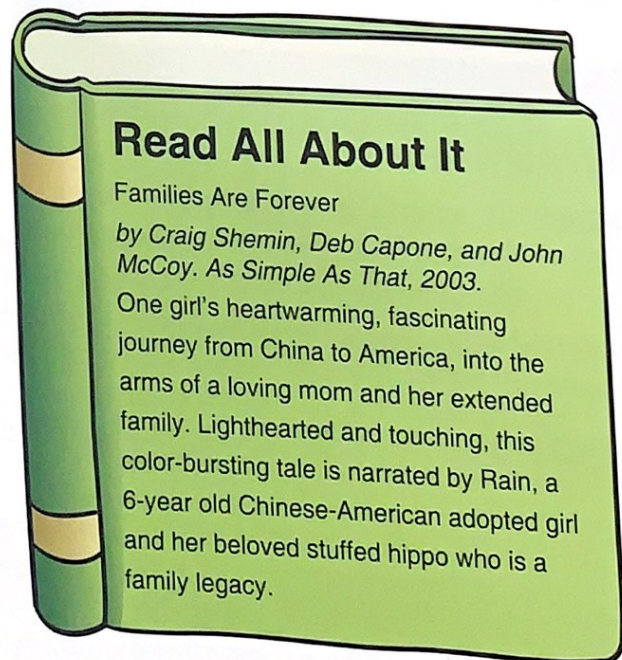 Read All About It
Families Are Forever
by Craig Shemin, Deb Capone, and John
McCoy. As Simple As That, 2003.
One girl's heartwarming, fascinating
journey from China to America, into the
arms of a loving mom and her extended
family. Lighthearted and touching, this
color-bursting tale is narrated by Rain, a
6-year old Chinese-American adopted girl
and her beloved stuffed hippo who is a
family legacy.